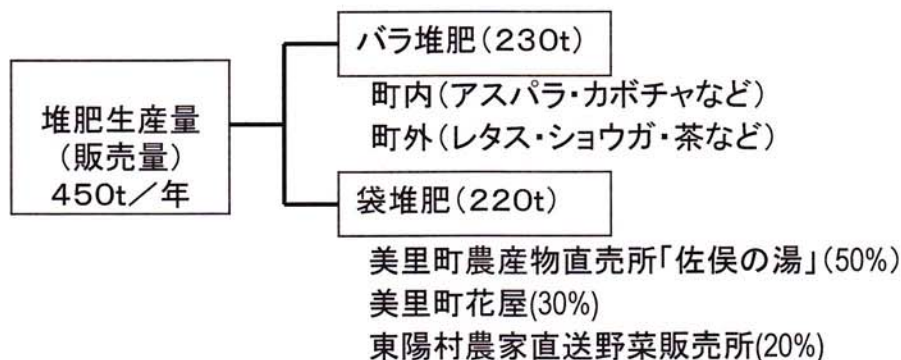 堆肥生産量
(販売量)
450t/年
バラ堆肥(230t)
町内(アスパラ・カボチャなど)
町外(レタス・ショウガ・茶など)
袋堆肥(220t)
美里町農産物直売所「佐俣の湯」(50%)
美里町花屋(30%)
東陽村農家直送野菜販売所(20%)